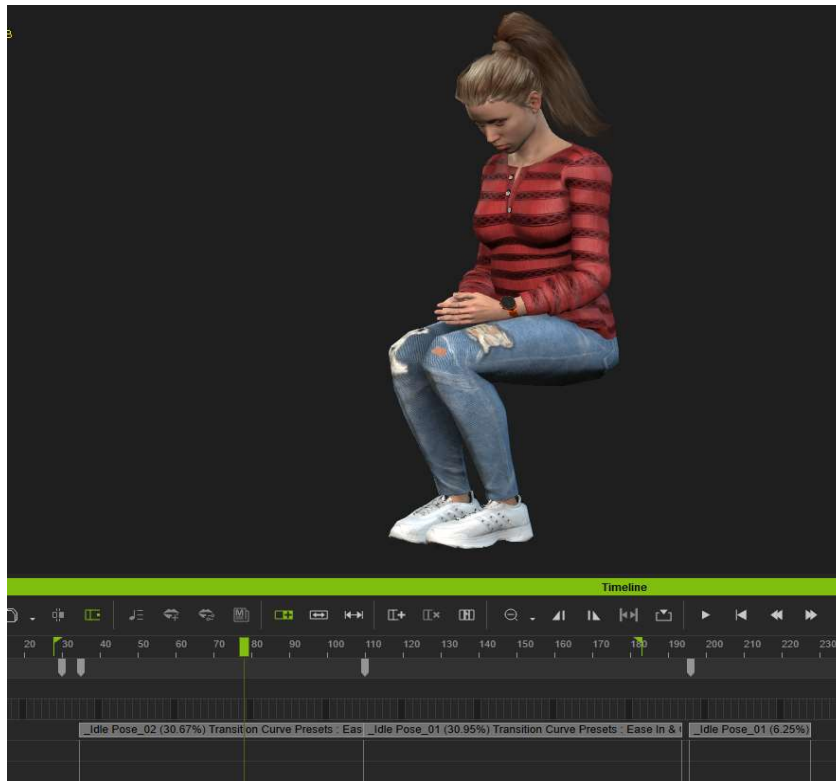 Timeline
20 30 40 50 60 70 80 90 100 110 120 130 140 150 160 170 180 190 200 210 220 230
_Idle Pose_02 (30.67%) Transition Curve Presets : Eas _Idle Pose_01 (30.95%) Transition Curve Presets : Ease In & _Idle Pose_01 (6.25%)